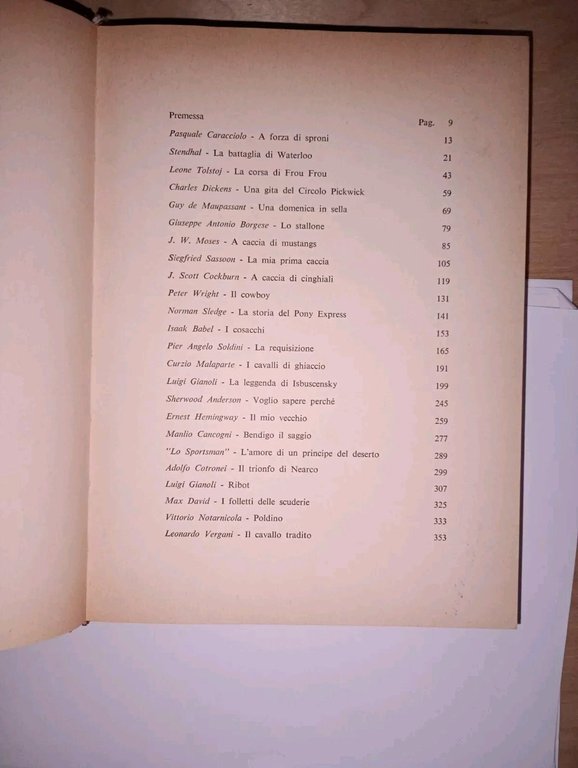 Premessa Pag. 9
Pasquale Caracciolo - A forza di sproni 13
Stendhal - La battaglia di Waterloo 21
Leone Tolstoj - La corsa di Frou Frou 43
Charles Dickens - Una gita del Circolo Pickwick 59
Guy de Maupassant - Una domenica in sella 69
Giuseppe Antonio Borgese - Lo stallone 79
J. W. Moses - A caccia di mustangs 85
Siegfried Sassoon - La mia prima caccia 105
J. Scott Cockburn - A caccia di cinghiali 119
Peter Wright - Il cowboy 131
Norman Sledge - La storia del Pony Express 141
Isaak Babel - I cosacchi 153
Pier Angelo Soldini - La requisizione 165
Curzio Malaparte - I cavalli di ghiaccio 191
Luigi Gianoli - La leggenda di Isbuscensky 199
Sherwood Anderson - Voglio sapere perché 245
Ernest Hemingway - Il mio vecchio 259
Manlio Cancogni - Bendigo il saggio 277
"Lo Sportsman" - L'amore di un principe del deserto 289
Adolfo Cotronei - Il trionfo di Nearco 299
Luigi Gianoli - Ribot 307
Max David - I folletti delle scuderie 325
Vittorio Notarnicola - Poldino 333
Leonardo Vergani - Il cavallo tradito 353